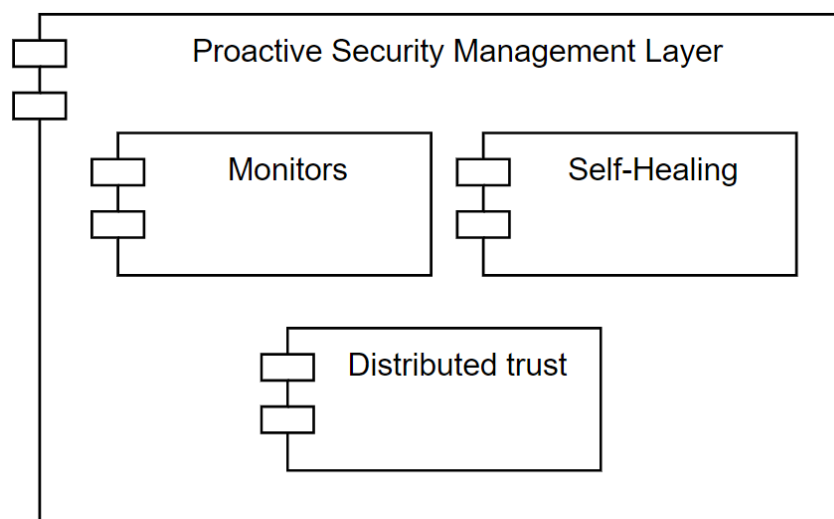 Proactive Security Management Layer
Monitors
Self-Healing
Distributed trust